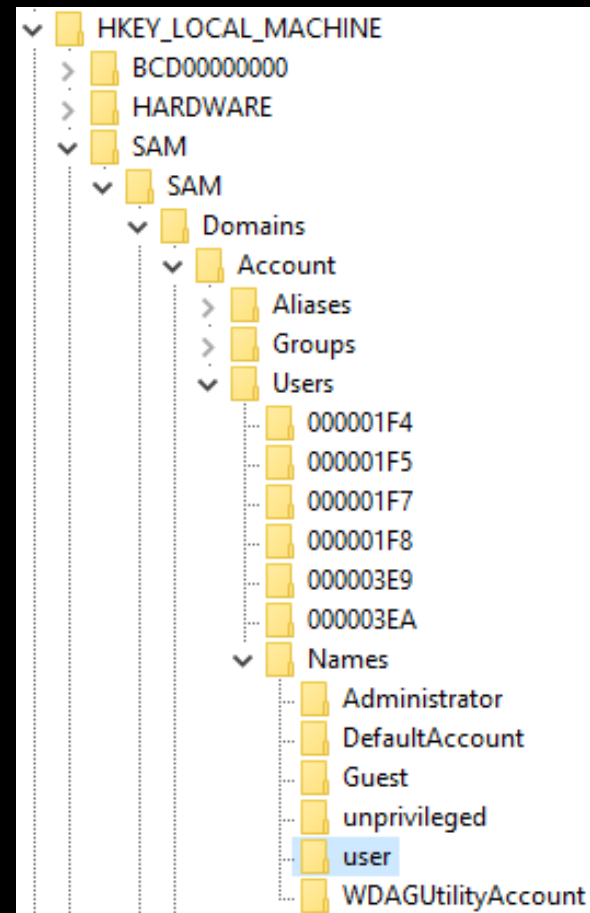 HKEY_LOCAL_MACHINE
BCD00000000
HARDWARE
SAM
SAM
Domains
Account
Aliases
Groups
Users
000001F4
000001F5
000001F7
000001F8
000003E9
000003EA
Names
Administrator
DefaultAccount
Guest
unprivileged
user
WDAGUtilityAccount